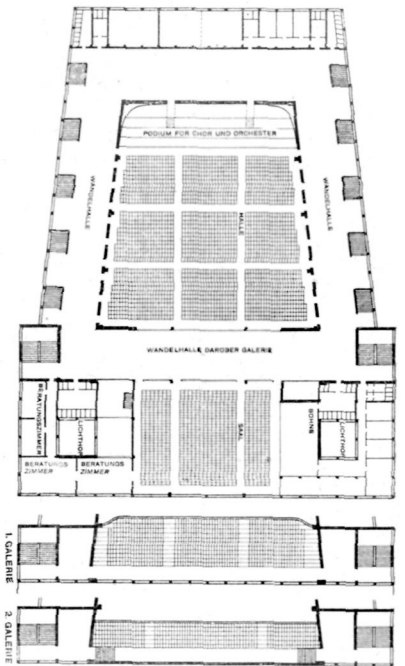 PODIUM FÜR CHOR UND ORCHESTER
WANDELHALLE
HALLE
WANDELHALLE
WANDELHALLE DARÜBER GALERIE
BERATUNGSZIMMER
LICHTHOF
SAAL
BÜHNE
LICHTHOF
BERATUNGS
ZIMMER
BERATUNGS
ZIMMER
1. GALERIE
2. GALERIE